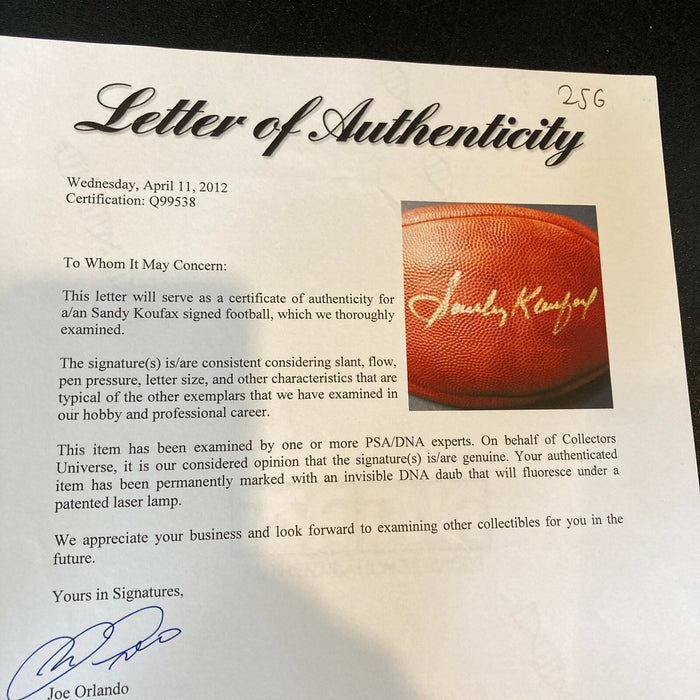 256
Letter of Authenticity
Wednesday, April 11, 2012
Certification: Q99538
To Whom It May Concern:
This letter will serve as a certificate of authenticity for
a/an Sandy Koufax signed football, which we thoroughly
examined.
Sandy Koufax
The signature(s) is/are consistent considering slant, flow,
pen pressure, letter size, and other characteristics that are
typical of the other exemplars that we have examined in
our hobby and professional career.
This item has been examined by one or more PSA/DNA experts. On behalf of Collectors
Universe, it is our considered opinion that the signature(s) is/are genuine. Your authenticated
item has been permanently marked with an invisible DNA daub that will fluoresce under a
patented laser lamp.
We appreciate your business and look forward to examining other collectibles for you in the
future.
Yours in Signatures,
Joe Orlando